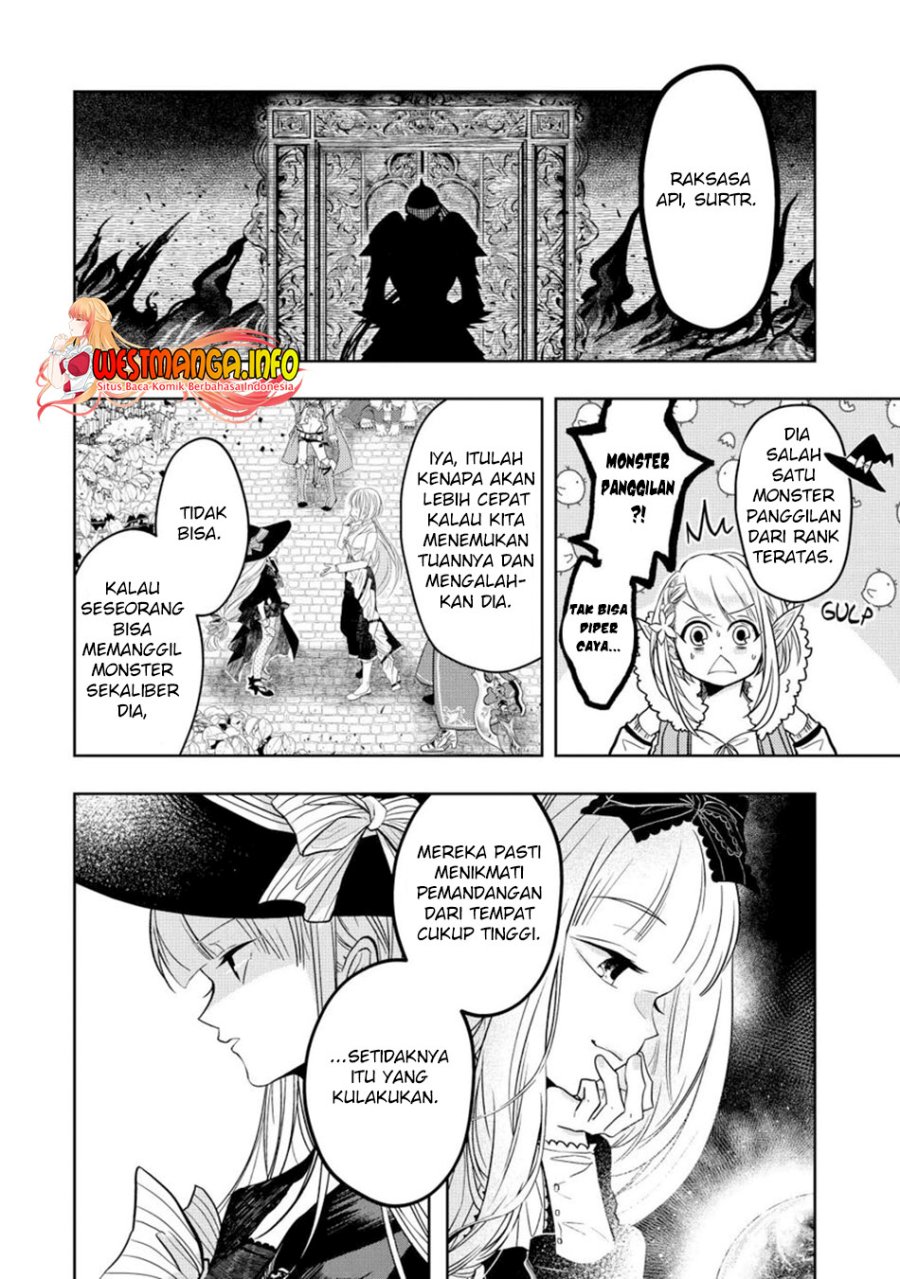 RAKSASA
API, SURTR.
WESTMANGA.INFO
Situs Baca Komik Berbahasa Indonesia
DIA
SALAH
SATU
MONSTER
PANGGILAN
DARI RANK
TERATAS.
MONSTER
PANGGILAN
?!
TAK BISA
DIPER
CAYA...
GULP
IYA, ITULAH
KENAPA AKAN
LEBIH CEPAT
KALAU KITA
MENEMUKAN
TUANNYA DAN
MENGALAH-
KAN DIA.
TIDAK
BISA.
KALAU
SESEORANG
BISA
MEMANGGIL
MONSTER
SEKALIBER
DIA,
MEREKA PASTI
MENIKMATI
PEMANDANGAN
DARI TEMPAT
CUKUP TINGGI.
...SETIDAKNYA
ITU YANG
KULAKUKAN.